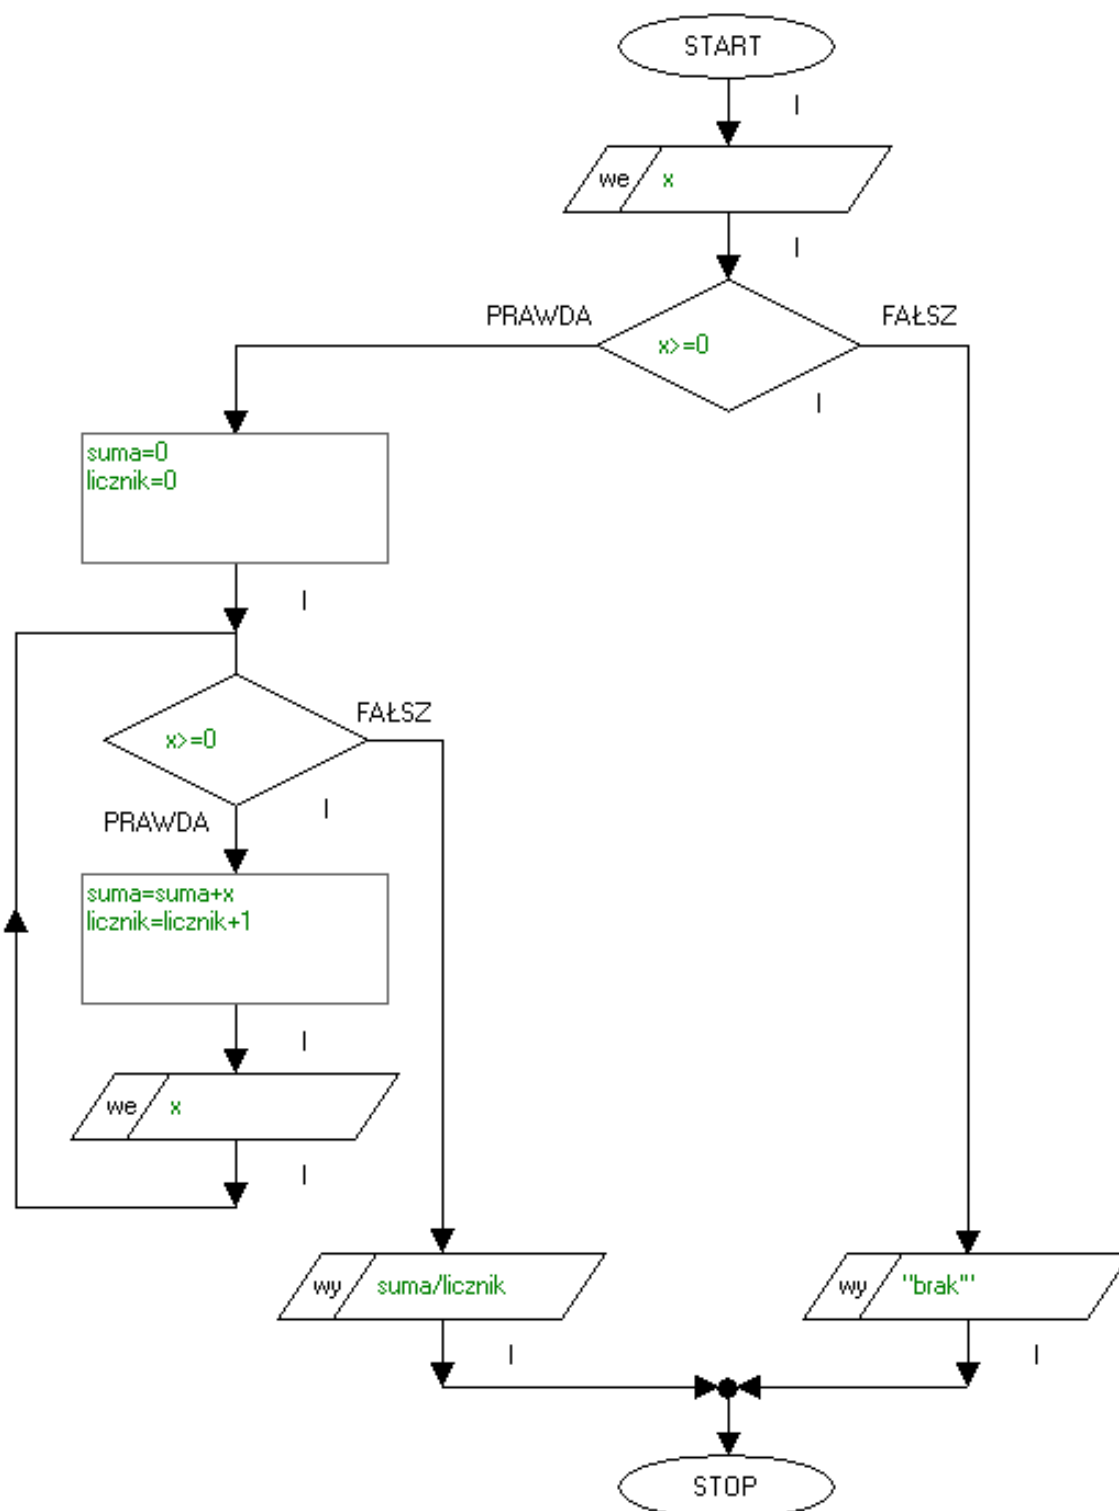 START
we x
PRAWDA
x>=0
FAŁSZ
suma=0
licznik=0
x>=0
FAŁSZ
PRAWDA
suma=suma+x
licznik=licznik+1
we x
wy suma/licznik
wy "brak"'
STOP